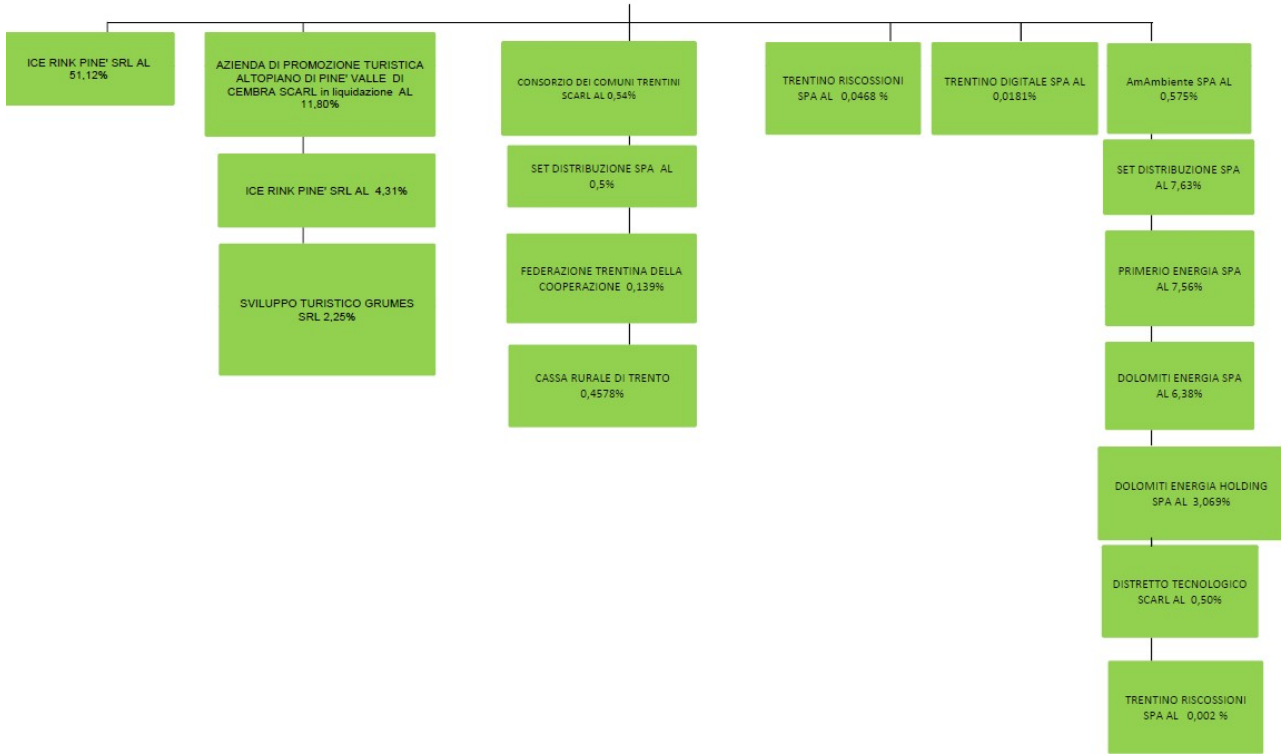 ICE RINK PINE' SRL AL
51,12%
AZIENDA DI PROMOZIONE TURISTICA
ALTOPIANO DI PINE' VALLE DI
CEMBRA SCARL in liquidazione AL
11,80%
ICE RINK PINE' SRL AL 4,31%
SVILUPPO TURISTICO GRUMES
SRL 2,25%
CONSORZIO DEI COMUNI TRENTINI
SCARL AL 0,54%
SET DISTRIBUZIONE SPA AL
0,5%
FEDERAZIONE TRENTINA DELLA
COOPERAZIONE 0,139%
CASSA RURALE DI TRENTO
0,4578%
TRENTINO RISCOSSIONI
SPA AL 0,0468 %
TRENTINO DIGITALE SPA AL
0,0181%
AmAmbiente SPA AL
0,575%
SET DISTRIBUZIONE SPA
AL 7,63%
PRIMERIO ENERGIA SPA
AL 7,56%
DOLOMITI ENERGIA SPA
AL 6,38%
DOLOMITI ENERGIA HOLDING
SPA AL 3,069%
DISTRETTO TECNOLOGICO
SCARL AL 0,50%
TRENTINO RISCOSSIONI
SPA AL 0,002 %